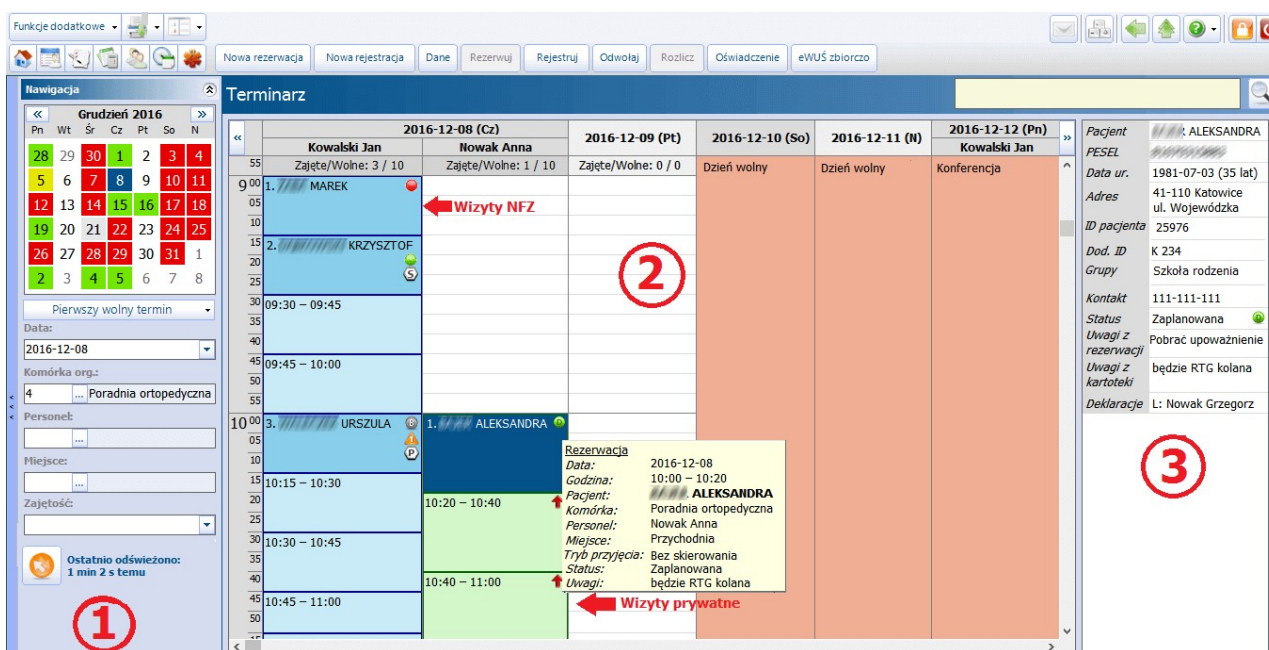 Funkcje dodatkowe
Nowa rezerwacja Nowa rejestracja Dane Rezerwuj Rejestruj Odwołaj Rozlicz Oświadczenie eWUŚ zbiorczo
Nawigacja
« Grudzień 2016 »
Pn Wt Śr Cz Pt So N
28 29 30 1 2 3 4
5 6 7 8 9 10 11
12 13 14 15 16 17 18
19 20 21 22 23 24 25
26 27 28 29 30 31 1
2 3 4 5 6 7 8
Pierwszy wolny termin
Data:
2016-12-08
Komórka org.:
4 ... Poradnia ortopedyczna
Personel:
...
Miejsce:
...
Zajętość:
Ostatnio odświeżono:
1 min 2 s temu
1
Terminarz
« 2016-12-08 (Cz) 2016-12-09 (Pt) 2016-12-10 (So) 2016-12-11 (N) 2016-12-12 (Pn) »
Kowalski Jan Nowak Anna Kowalski Jan
55 Zajęte/Wolne: 3 / 10 Zajęte/Wolne: 1 / 10 Zajęte/Wolne: 0 / 0 Dzień wolny Dzień wolny Konferencja
9 00 1. MAREK
05 Wizyty NFZ
10
15 2. KRZYSZTOF
20
25 S
2
30 09:30 – 09:45
35
40
45 09:45 – 10:00
50
55
10 00 3. URSZULA R 1. ALEKSANDRA
05
10 P
15 10:15 – 10:30
20 10:20 – 10:40
25
30 10:30 – 10:45
35
40 10:40 – 11:00
45 10:45 – 11:00 Wizyty prywatne
50
Rezerwacja
Data: 2016-12-08
Godzina: 10:00 – 10:20
Pacjent: ALEKSANDRA
Komórka: Poradnia ortopedyczna
Personel: Nowak Anna
Miejsce: Przychodnia
Tryb przyjęcia: Bez skierowania
Status: Zaplanowana
Uwagi: będzie RTG kolana
Pacjent ALEKSANDRA
PESEL
Data ur. 1981-07-03 (35 lat)
Adres 41-110 Katowice
ul. Wojewódzka
ID pacjenta 25976
Dod. ID K 234
Grupy Szkoła rodzenia
Kontakt 111-111-111
Status Zaplanowana
Uwagi z
rezerwacji Pobrać upoważnienie
Uwagi z
kartoteki będzie RTG kolana
Deklaracje L: Nowak Grzegorz
3